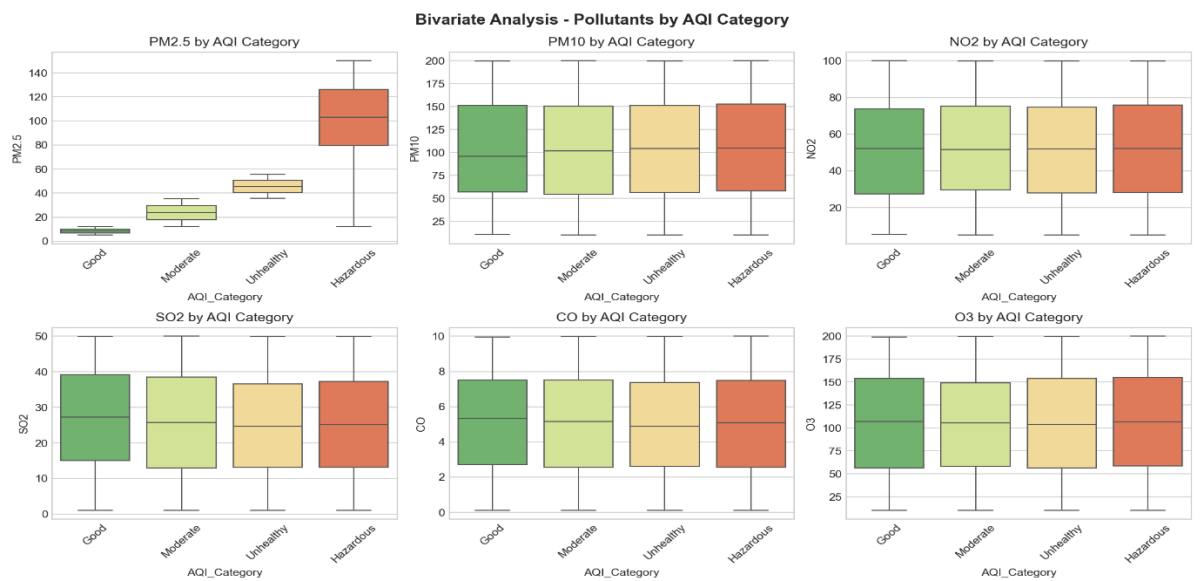 Bivariate Analysis - Pollutants by AQI Category
PM2.5 by AQI Category
140
120
100
80
60
40
20
0
PM2.5
Good
Moderate
Unhealthy
Hazardous
AQI_Category
PM10 by AQI Category
200
175
150
125
100
75
50
25
PM10
Good
Moderate
Unhealthy
Hazardous
AQI_Category
NO2 by AQI Category
100
80
60
40
20
NO2
Good
Moderate
Unhealthy
Hazardous
AQI_Category
SO2 by AQI Category
50
40
30
20
10
0
SO2
Good
Moderate
Unhealthy
Hazardous
AQI_Category
CO by AQI Category
10
8
6
4
2
0
CO
Good
Moderate
Unhealthy
Hazardous
AQI_Category
O3 by AQI Category
200
175
150
125
100
75
50
25
O3
Good
Moderate
Unhealthy
Hazardous
AQI_Category